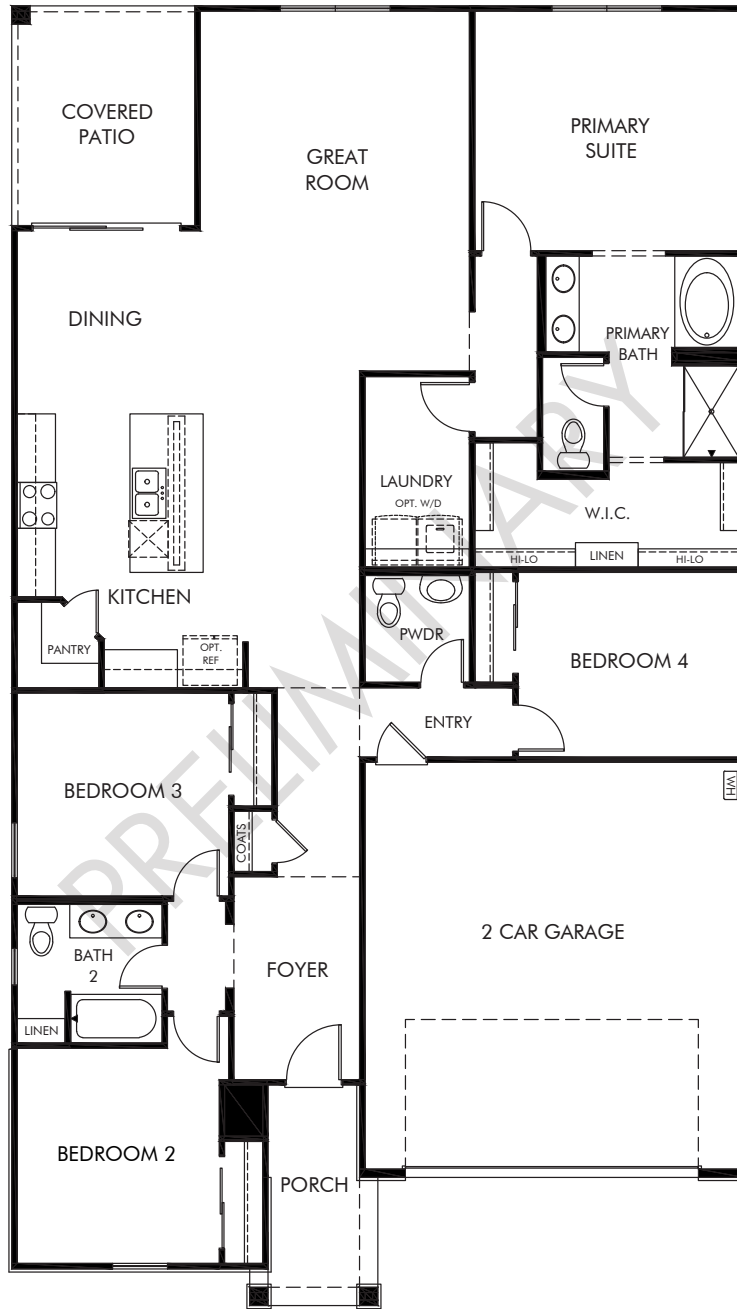 COVERED
PATIO
GREAT
ROOM
PRIMARY
SUITE
DINING
PRIMARY
BATH
LAUNDRY
OPT. W/D
W.I.C.
HI-LO
LINEN
HI-LO
KITCHEN
PANTRY
OPT.
REF
PWDR
BEDROOM 4
ENTRY
BEDROOM 3
WH
COATS
2 CAR GARAGE
BATH
2
FOYER
LINEN
BEDROOM 2
PORCH
PRELIMINARY